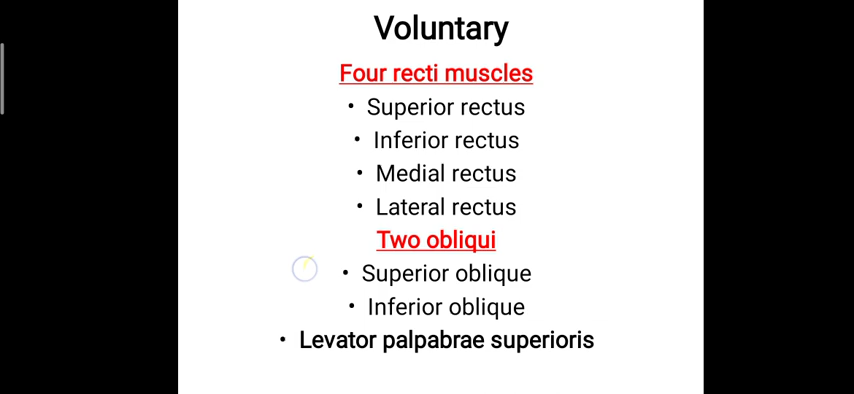 Voluntary
Four recti muscles
• Superior rectus
• Inferior rectus
• Medial rectus
• Lateral rectus
Two obliqui
• Superior oblique
• Inferior oblique
• Levator palpabrae superioris